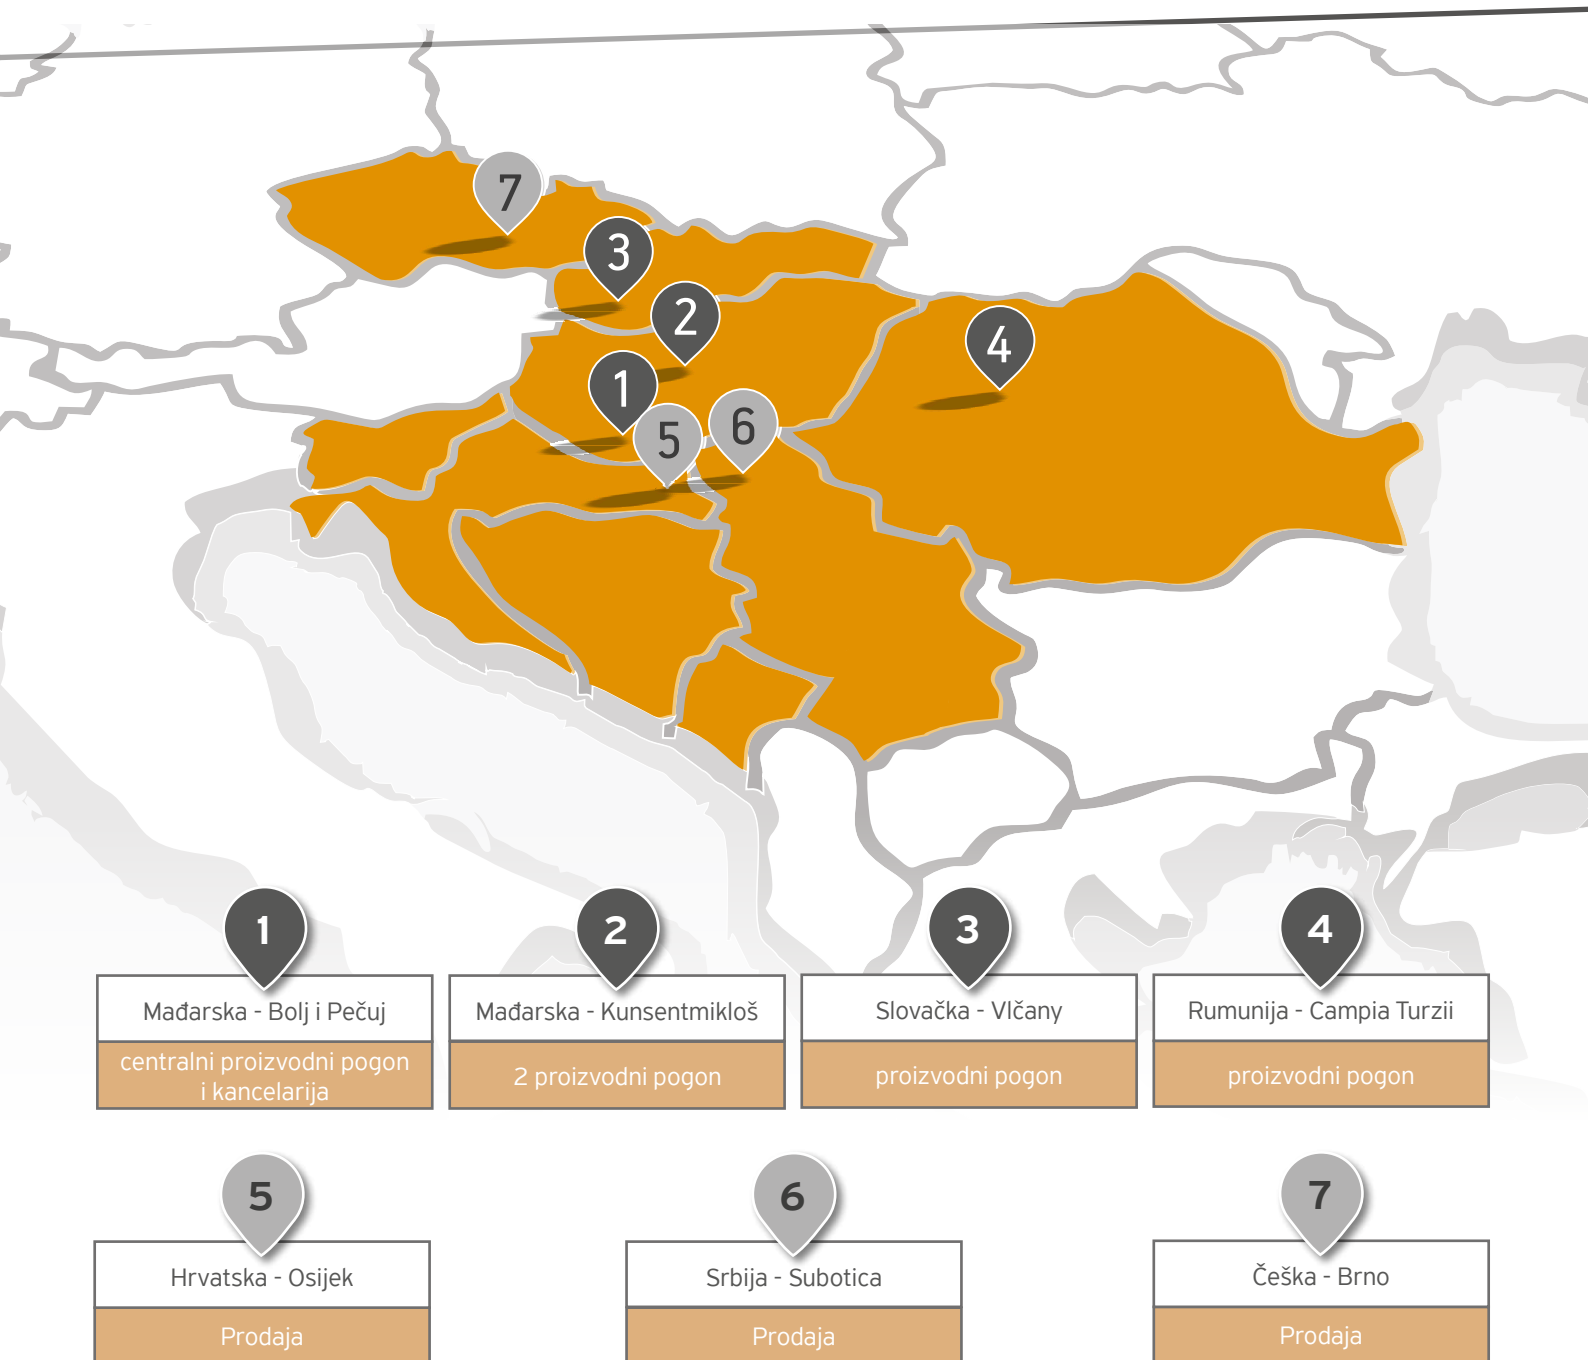 7
3
2
4
1
5
6
1
2
3
4
Mađarska - Bolj i Pečuj
Mađarska - Kunsentmikloš
Slovačka - Vlčany
Rumunija - Campia Turzii
centralni proizvodni pogon
i kancelarija
2 proizvodni pogon
proizvodni pogon
proizvodni pogon
5
6
7
Hrvatska - Osijek
Srbija - Subotica
Češka - Brno
Prodaja
Prodaja
Prodaja